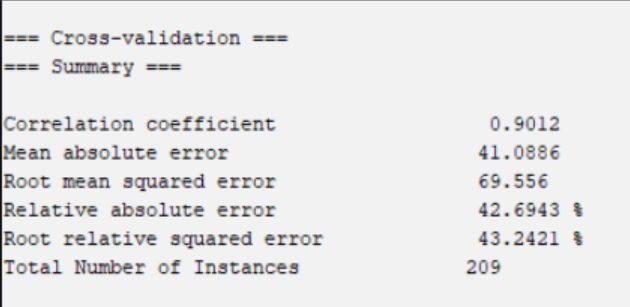 === Cross-validation ===
=== Summary ===
Correlation coefficient 0.9012
Mean absolute error 41.0886
Root mean squared error 69.556
Relative absolute error 42.6943 %
Root relative squared error 43.2421 %
Total Number of Instances 209